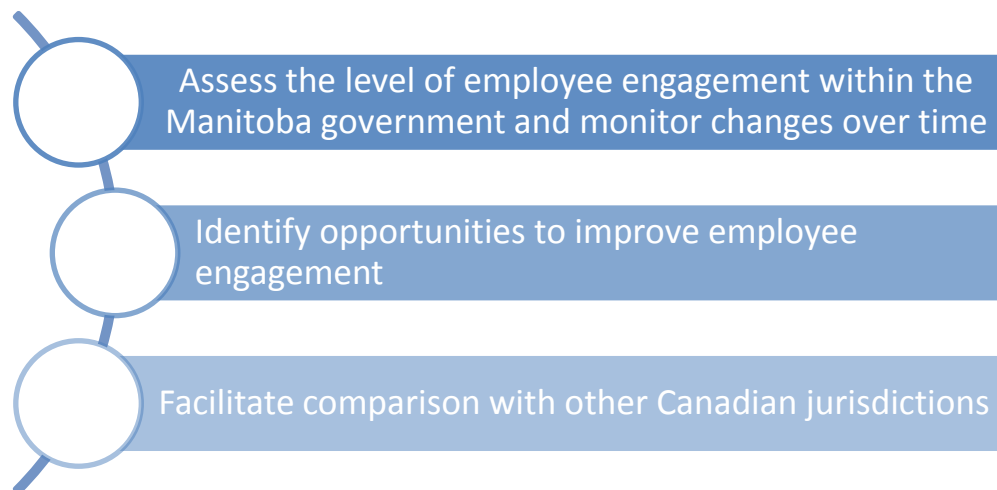 Assess the level of employee engagement within the
Manitoba government and monitor changes over time
Identify opportunities to improve employee
engagement
Facilitate comparison with other Canadian jurisdictions